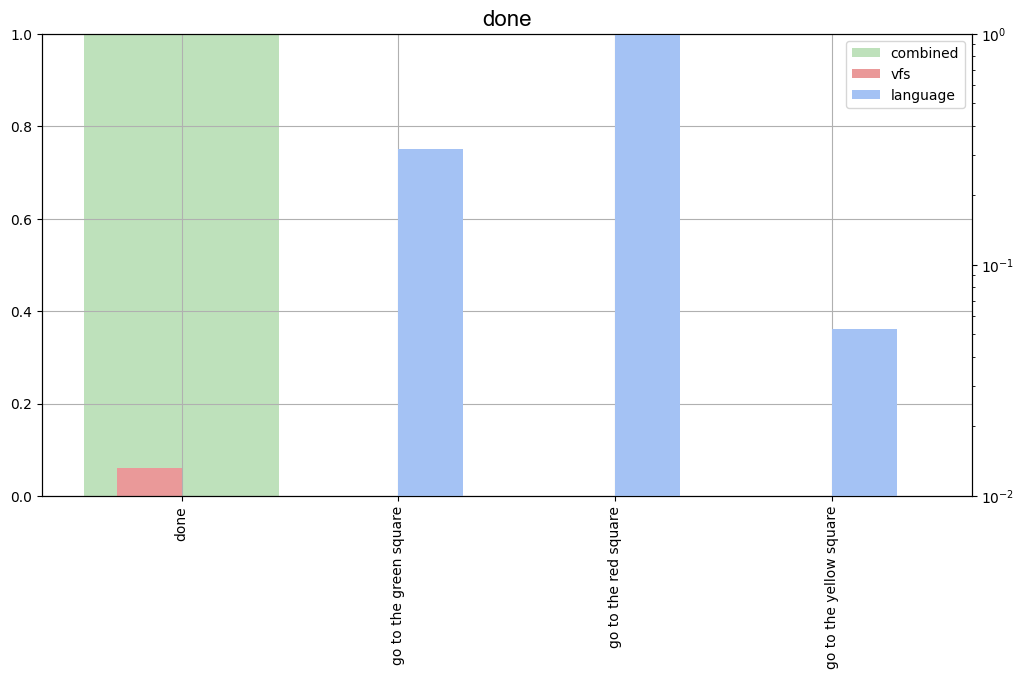 done
1.0
0.8
0.6
0.4
0.2
0.0
10⁰
10⁻¹
10⁻²
combined
vfs
language
done
go to the green square
go to the red square
go to the yellow square